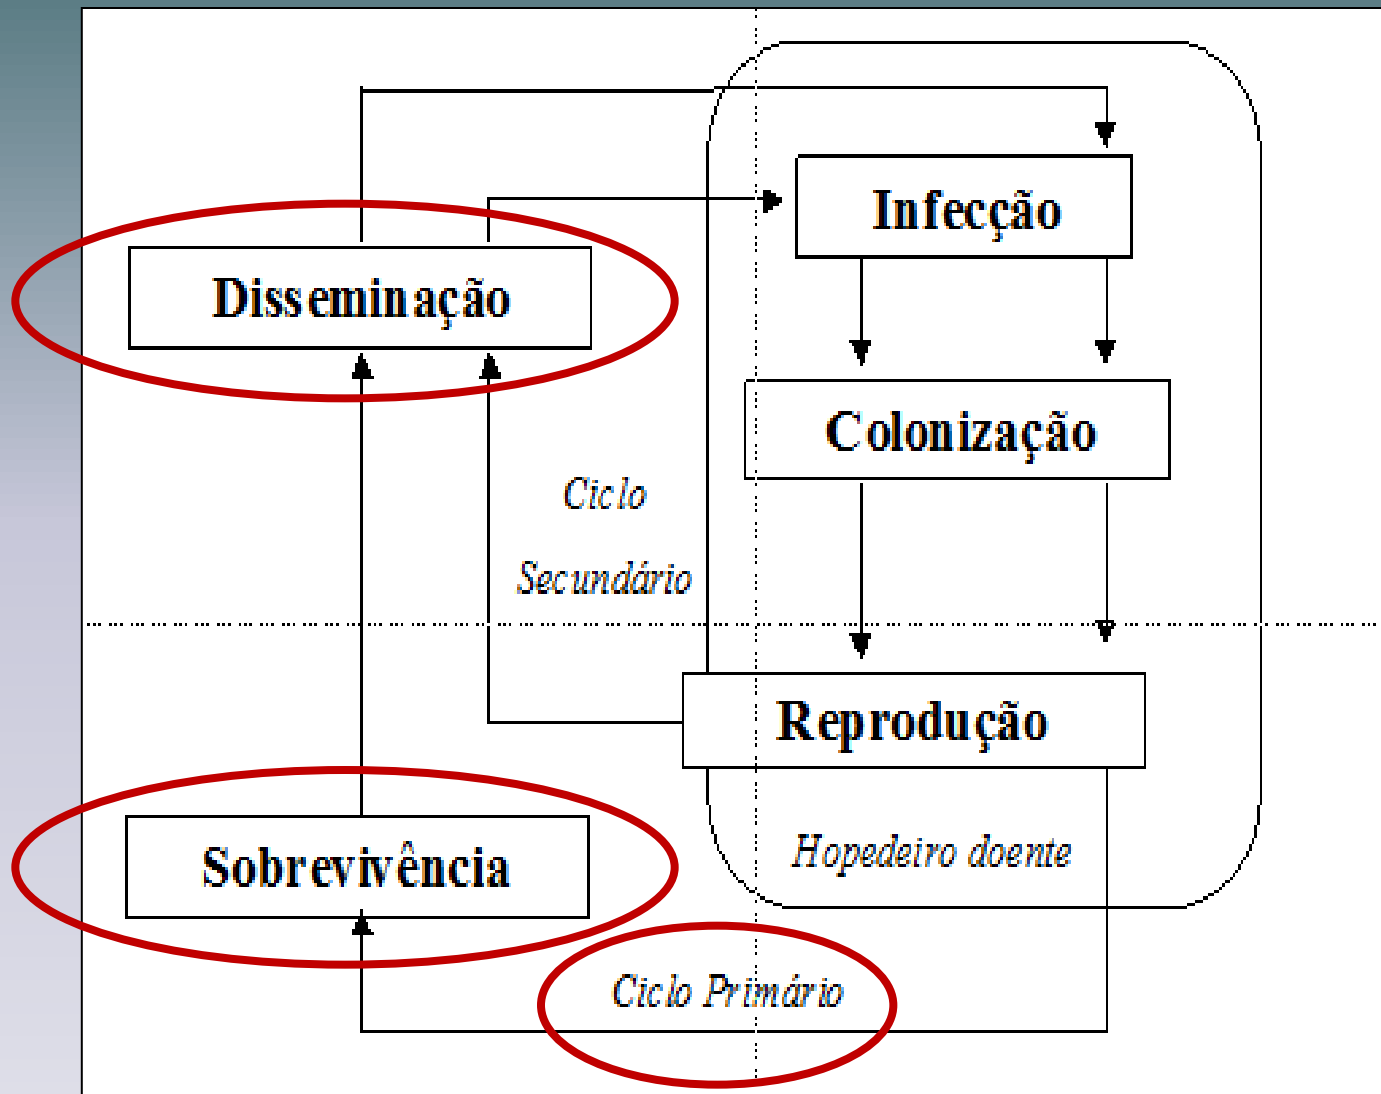 Infecção
Disseminação
Colonização
Ciclo
Secundário
Reprodução
Hopedeiro doente
Sobrevivência
Ciclo Primário